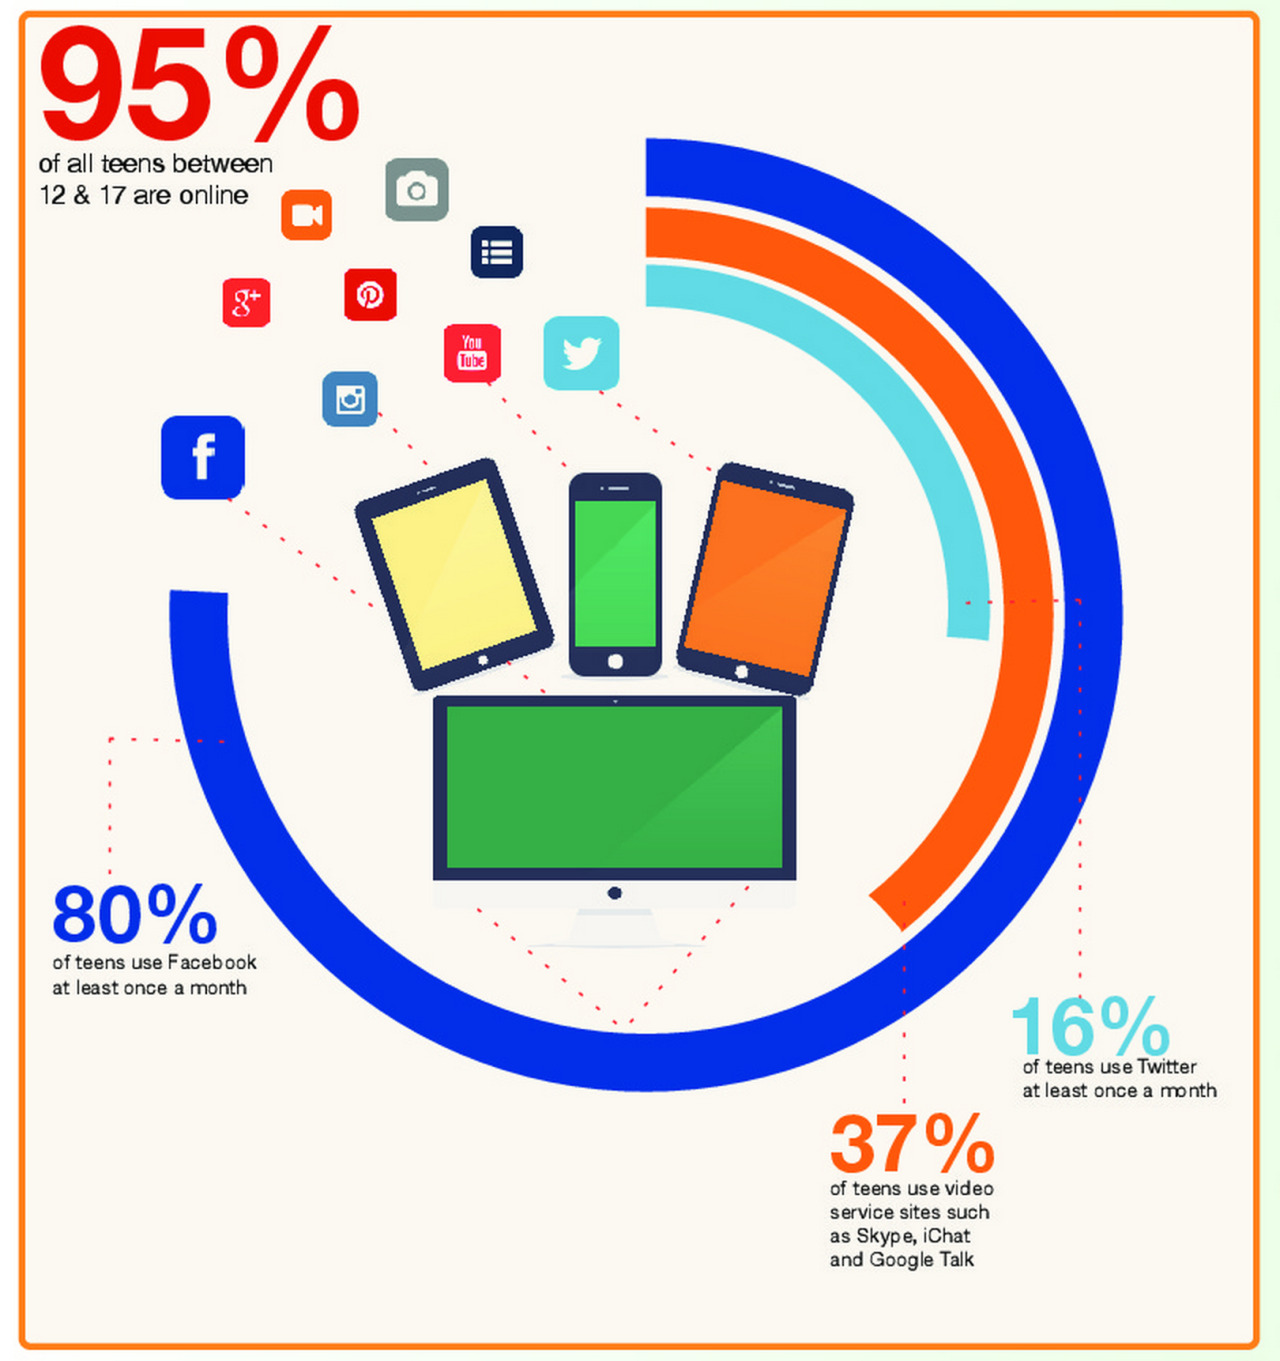 95%
of all teens between
12 & 17 are online
g+
You
Tube
f
80%
of teens use Facebook
at least once a month
16%
of teens use Twitter
at least once a month
37%
of teens use video
service sites such
as Skype, iChat
and Google Talk